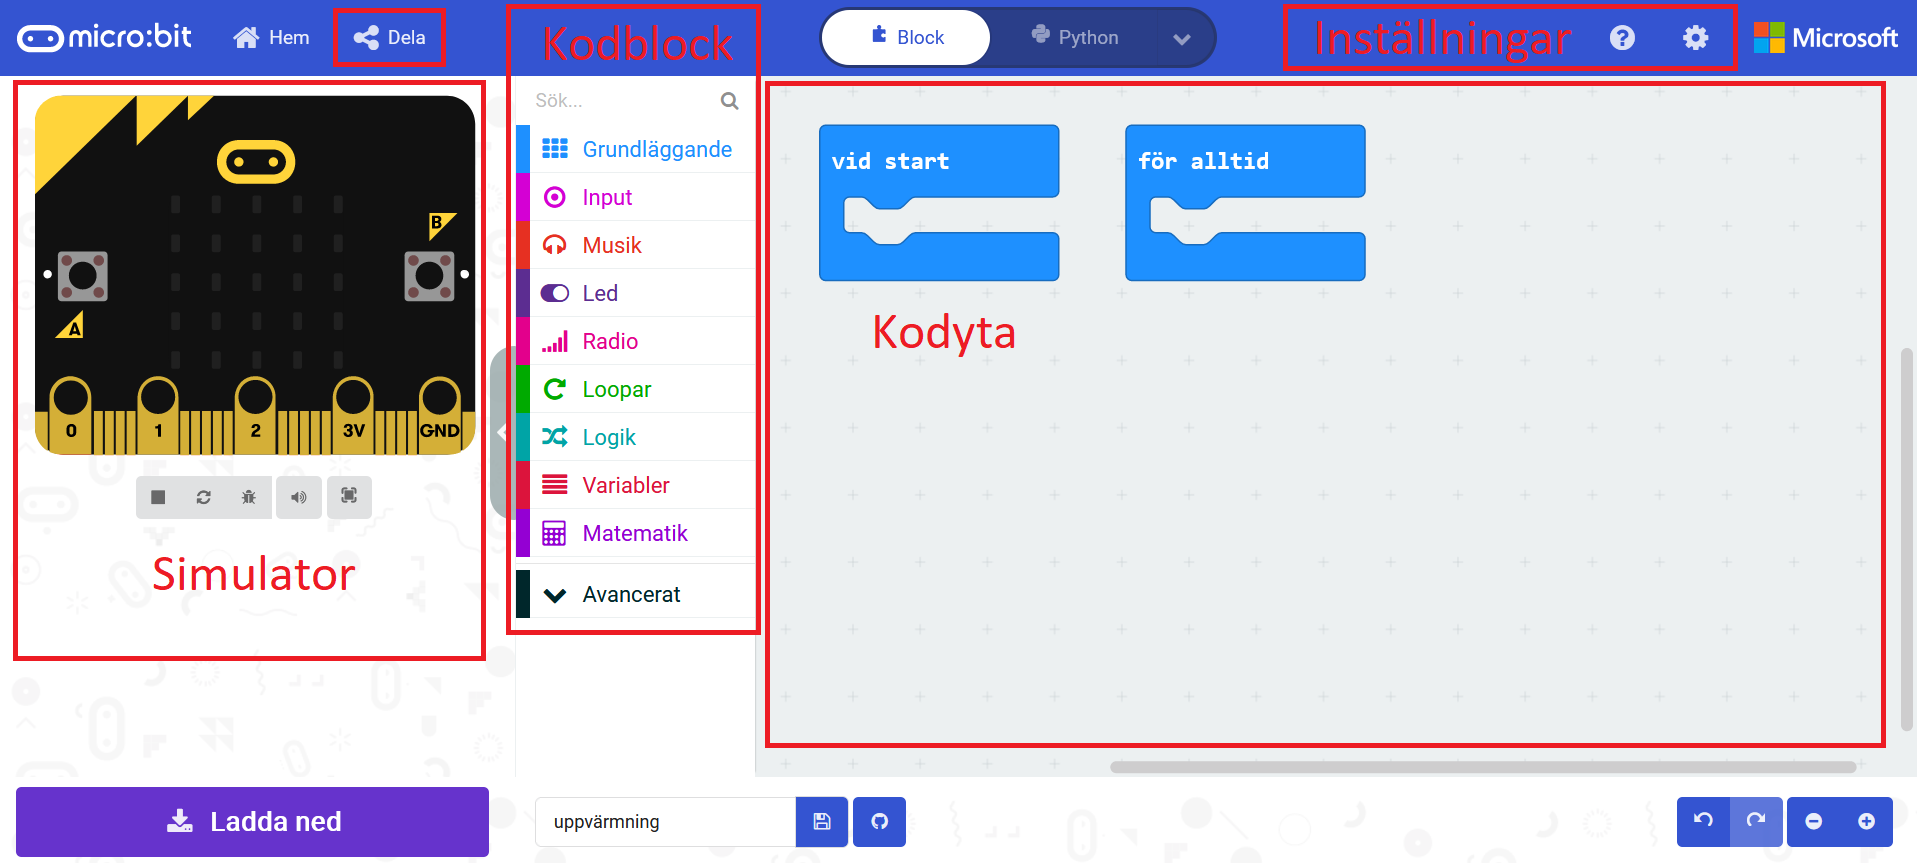 micro:bit
Hem
Dela
Kodblock
Block
Python
Inställningar
Microsoft
Sök...
Grundläggande
Input
Musik
Led
Radio
Loopar
Logik
Variabler
Matematik
Avancerat
B
A
0 1 2 3V GND
Simulator
vid start
för alltid
Kodyta
Ladda ned
uppvärmning